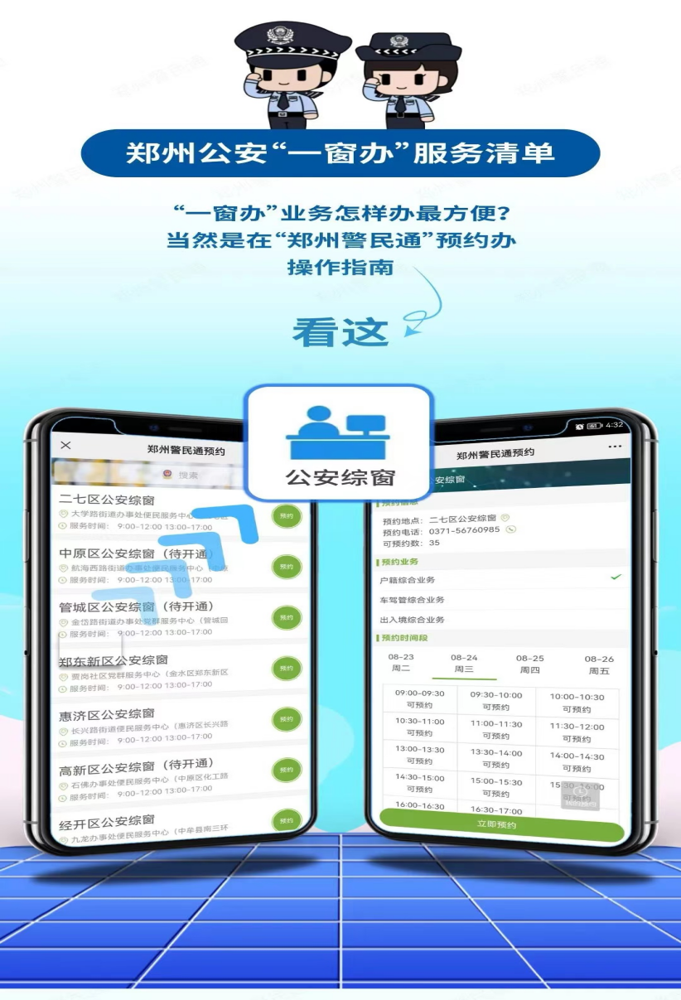 郑州公安“一窗办”服务清单
“一窗办”业务怎样办最方便?
当然是在“郑州警民通”预约办
操作指南
看这
公安综窗
郑州警民通预约
搜索
二七区公安综窗
大学路街道办事处便民服务中心
服务时间: 9:00-12:00 13:00-17:00
预约
中原区公安综窗(待开通)
航海西路街道办事处便民服务中心
服务时间: 9:00-12:00 13:00-17:00
预约
管城区公安综窗(待开通)
金岱路街道办事处党群服务中心(管城回
服务时间: 9:00-12:00 13:00-17:00
预约
郑东新区公安综窗
贾岗社区党群服务中心(金水区郑东新区
服务时间: 9:00-12:00 13:00-17:00
预约
惠济区公安综窗
长兴路街道便民服务中心(惠济区长兴路
服务时间: 9:00-12:00 13:00-17:00
预约
高新区公安综窗(待开通)
石佛办事处便民服务中心(中原区化工路
服务时间: 9:00-12:00 13:00-17:00
预约
经开区公安综窗
九龙办事处便民服务中心(中牟县南三环
预约
4:32
郑州警民通预约
安综窗
预约信息
预约地点: 二七区公安综窗
预约电话: 0371-56760985
可预约数: 35
预约业务
户籍综合业务
车驾管综合业务
出入境综合业务
预约时间段
08-23 08-24 08-25 08-26
周二 周三 周四 周五
09:00-09:30 09:30-10:00 10:00-10:30
可预约 可预约 可预约
10:30-11:00 11:00-11:30 11:30-12:00
可预约 可预约 可预约
13:00-13:30 13:30-14:00 14:00-14:30
可预约 可预约 可预约
14:30-15:00 15:00-15:30 15:30-16:00
可预约 可预约 可预约
16:00-16:30 16:30-17:00
我的预约
立即预约